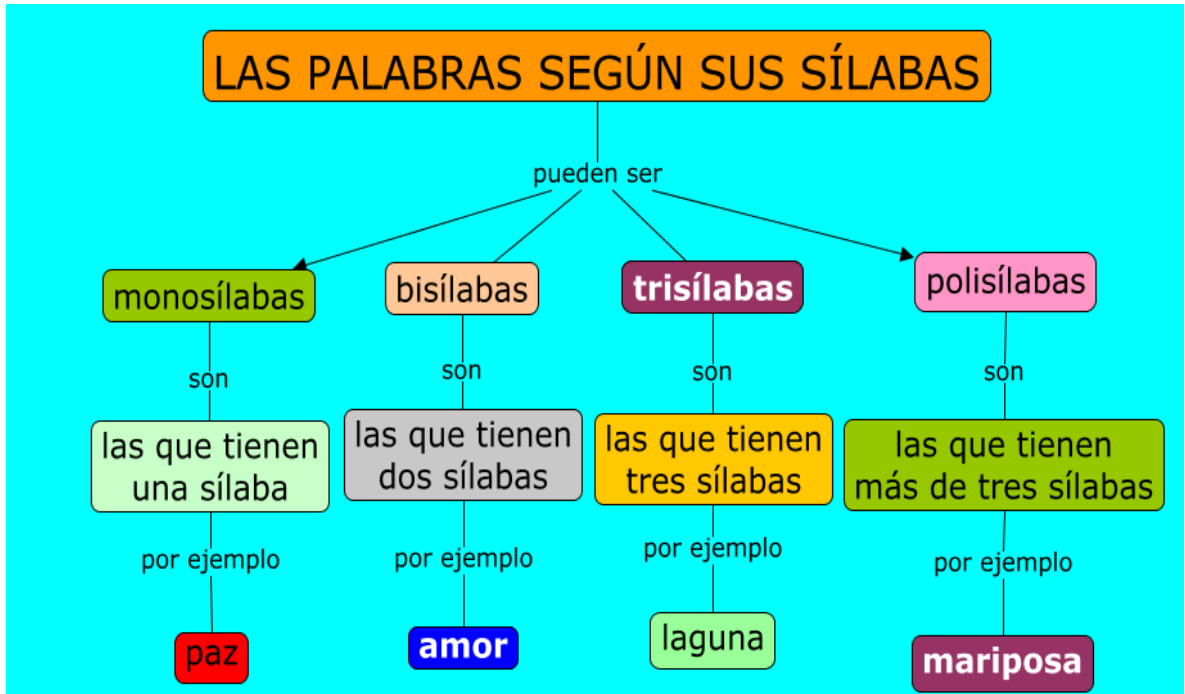 LAS PALABRAS SEGÚN SUS SÍLABAS
pueden ser
monosílabas
bisílabas
trisílabas
polisílabas
son
son
son
son
las que tienen
una sílaba
las que tienen
dos sílabas
las que tienen
tres sílabas
las que tienen
más de tres sílabas
por ejemplo
por ejemplo
por ejemplo
por ejemplo
paz
amor
laguna
mariposa